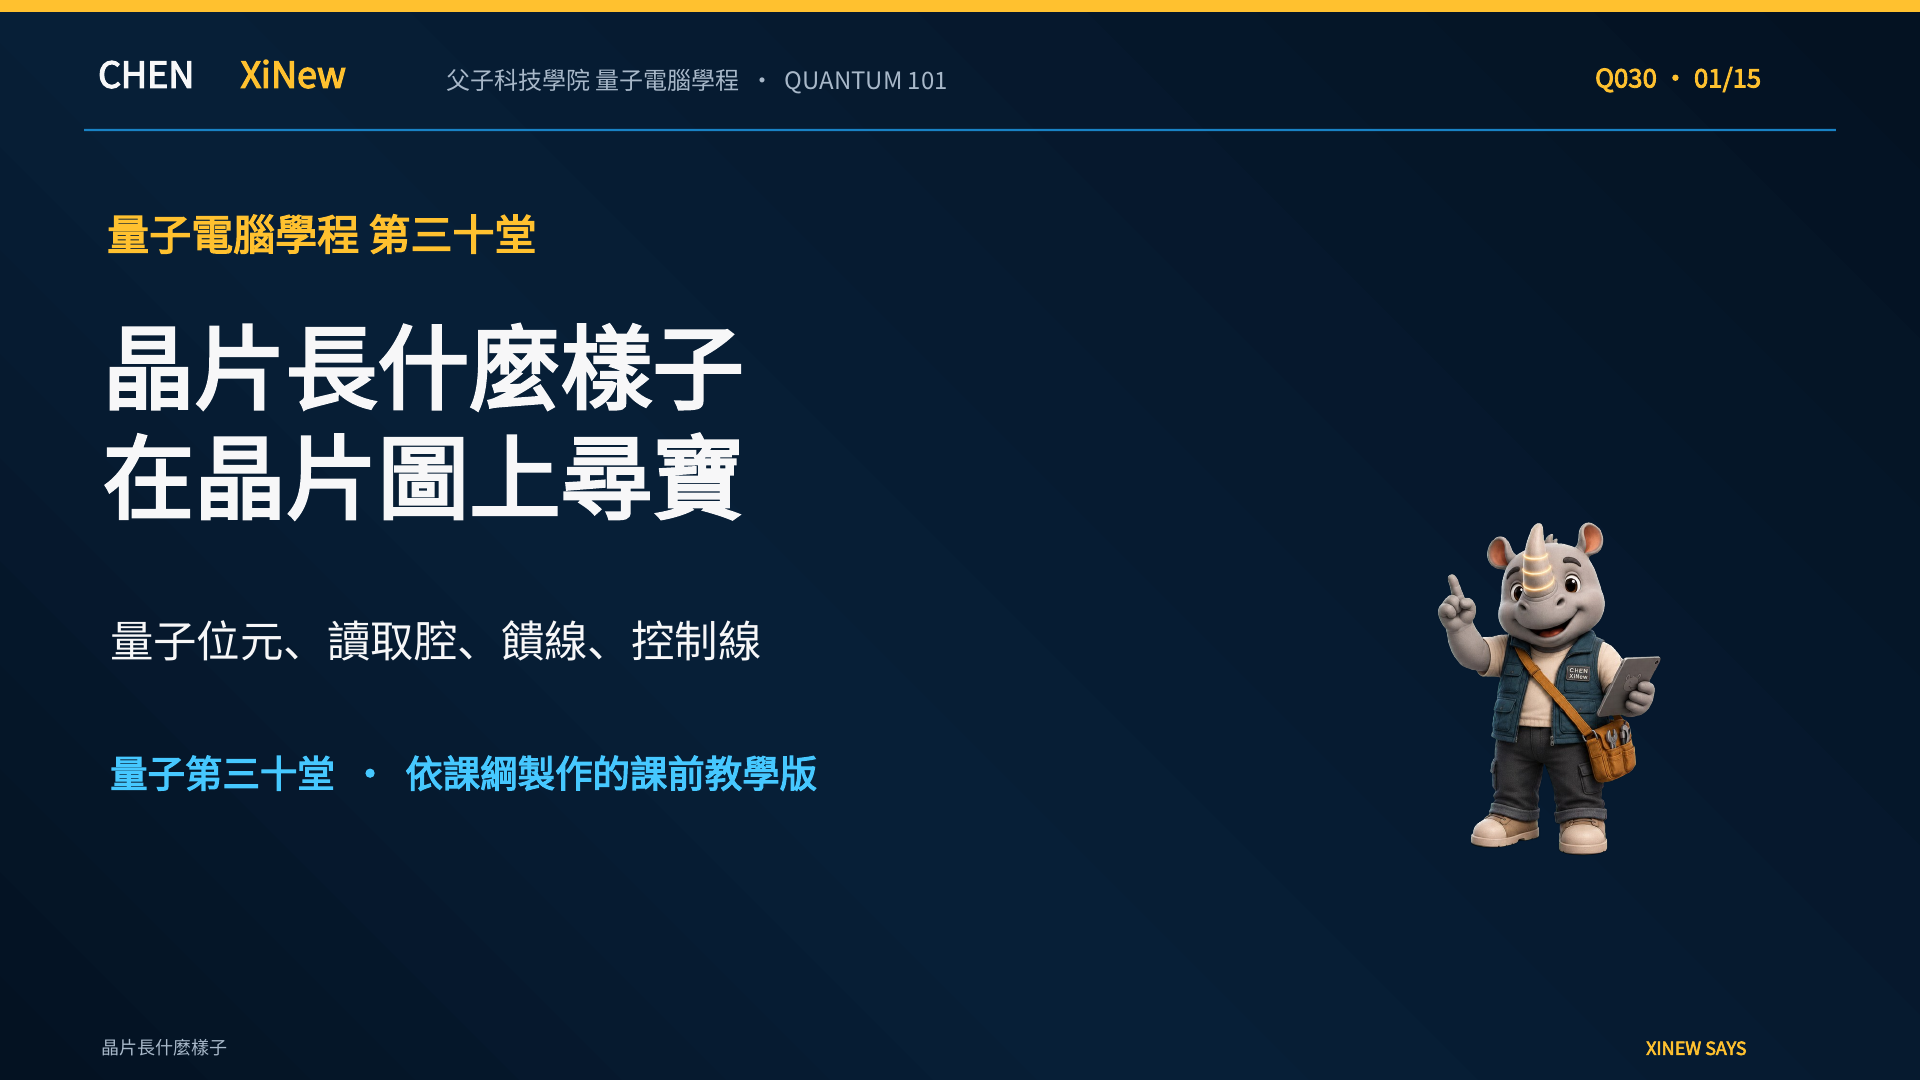 CHEN XiNew 父子科技學院 量子電腦學程 · QUANTUM 101 Q030 · 01/15
量子電腦學程 第三十堂
晶片長什麼樣子
在晶片圖上尋寶
量子位元、讀取腔、饋線、控制線
量子第三十堂 · 依課綱製作的課前教學版
CHEN
XiNew
晶片長什麼樣子 XINEW SAYS